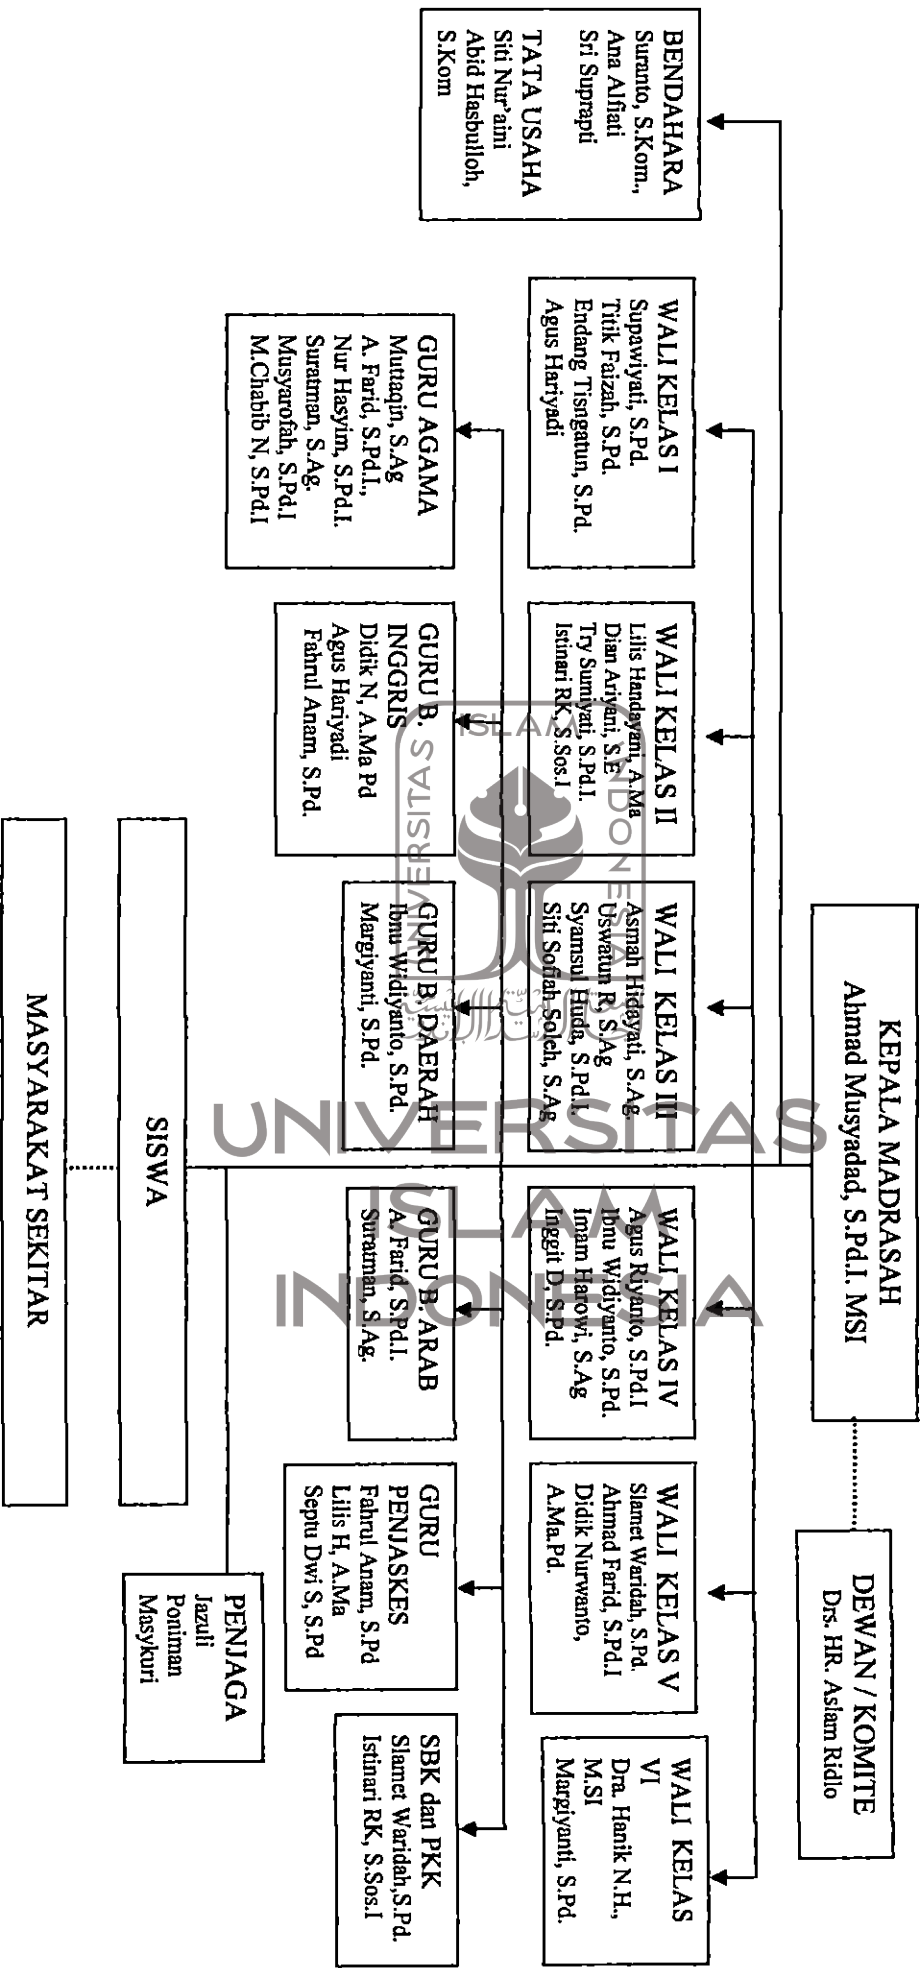 KEPALA MADRASAH
Ahmad Musyadad, S.Pd.I. MSI
DEWAN / KOMITE
Drs. HR. Aslam Ridlo
BENDAHARA
Suranto, S.Kom.,
Ana Alfiati
Sri Suprapti
TATA USAHA
Siti Nur'aini
Abid Hasbulloh,
S.Kom
WALI KELAS I
Supawiyati, S.Pd.
Titik Faizah, S.Pd.
Endang Tisngatun, S.Pd.
Agus Hariyadi
WALI KELAS II
Lilis Handayani, A.Ma
Dian Ariyani, S.E
Try Sumiyati, S.Pd.I.
Istinari RK, S.Sos.I
WALI KELAS III
Asmah Hidayati, S.Ag.
Uswatun R, S.Ag
Syamsul Huda, S.Pd.I.
Siti Sofiah Soleh, S.Ag
WALI KELAS IV
Agus Riyanto, S.Pd.I
Ibnu Widiyanto, S.Pd.
Imam Harowi, S.Ag
Inggit D, S.Pd.
WALI KELAS V
Slamet Waridah, S.Pd.
Ahmad Farid, S.Pd.I
Didik Nurwanto,
A.Ma.Pd.
WALI KELAS
VI
Dra. Hanik N.H.,
M.SI
Margiyanti, S.Pd.
GURU AGAMA
Muttaqin, S.Ag
A. Farid, S.Pd.I.,
Nur Hasyim, S.Pd.I.
Suratman, S.Ag.
Musyarofah, S.Pd.I
M.Chabib N, S.Pd.I
GURU B.
INGGRIS
Didik N, A.Ma Pd
Agus Hariyadi
Fahrul Anam, S.Pd.
GURU B. DAERAH
Ibnu Widiyanto, S.Pd.
Margiyanti, S.Pd.
GURU B. ARAB
A. Farid, S.Pd.I.
Suratman, S.Ag.
GURU
PENJASKES
Fahrul Anam, S.Pd
Lilis H, A.Ma
Septu Dwi S, S.Pd
SBK dan PKK
Slamet Waridah,S.Pd.
Istinari RK, S.Sos.I
PENJAGA
Jazuli
Poniman
Masykuri
SISWA
MASYARAKAT SEKITAR
UNIVERSITAS
ISLAM
INDONESIA
UNIVERSITAS
ISLAM
INDONESIA